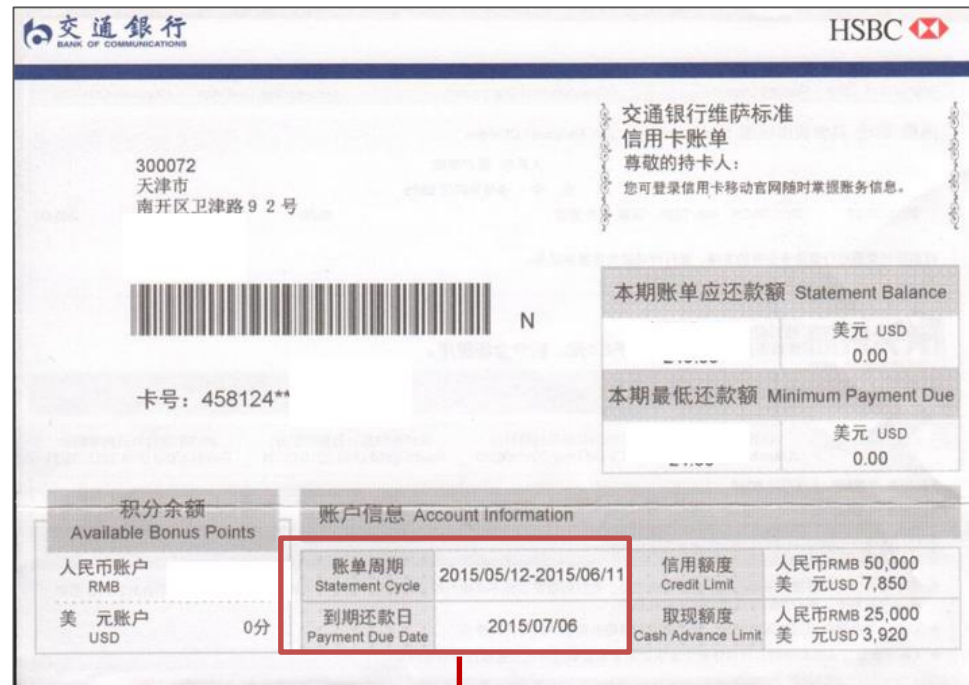 交通銀行
BANK OF COMMUNICATIONS
HSBC
交通银行维萨标准
信用卡账单
尊敬的持卡人：
您可登录信用卡移动官网随时掌握账务信息。
300072
天津市
南开区卫津路９２号
N
卡号：458124**
本期账单应还款额 Statement Balance
美元 USD
0.00
本期最低还款额 Minimum Payment Due
美元 USD
0.00
积分余额
Available Bonus Points
人民币账户
RMB
美 元账户
USD
0分
账户信息 Account Information
账单周期
Statement Cycle
2015/05/12-2015/06/11
到期还款日
Payment Due Date
2015/07/06
信用额度
Credit Limit
人民币RMB 50,000
美 元USD 7,850
取现额度
Cash Advance Limit
人民币RMB 25,000
美 元USD 3,920